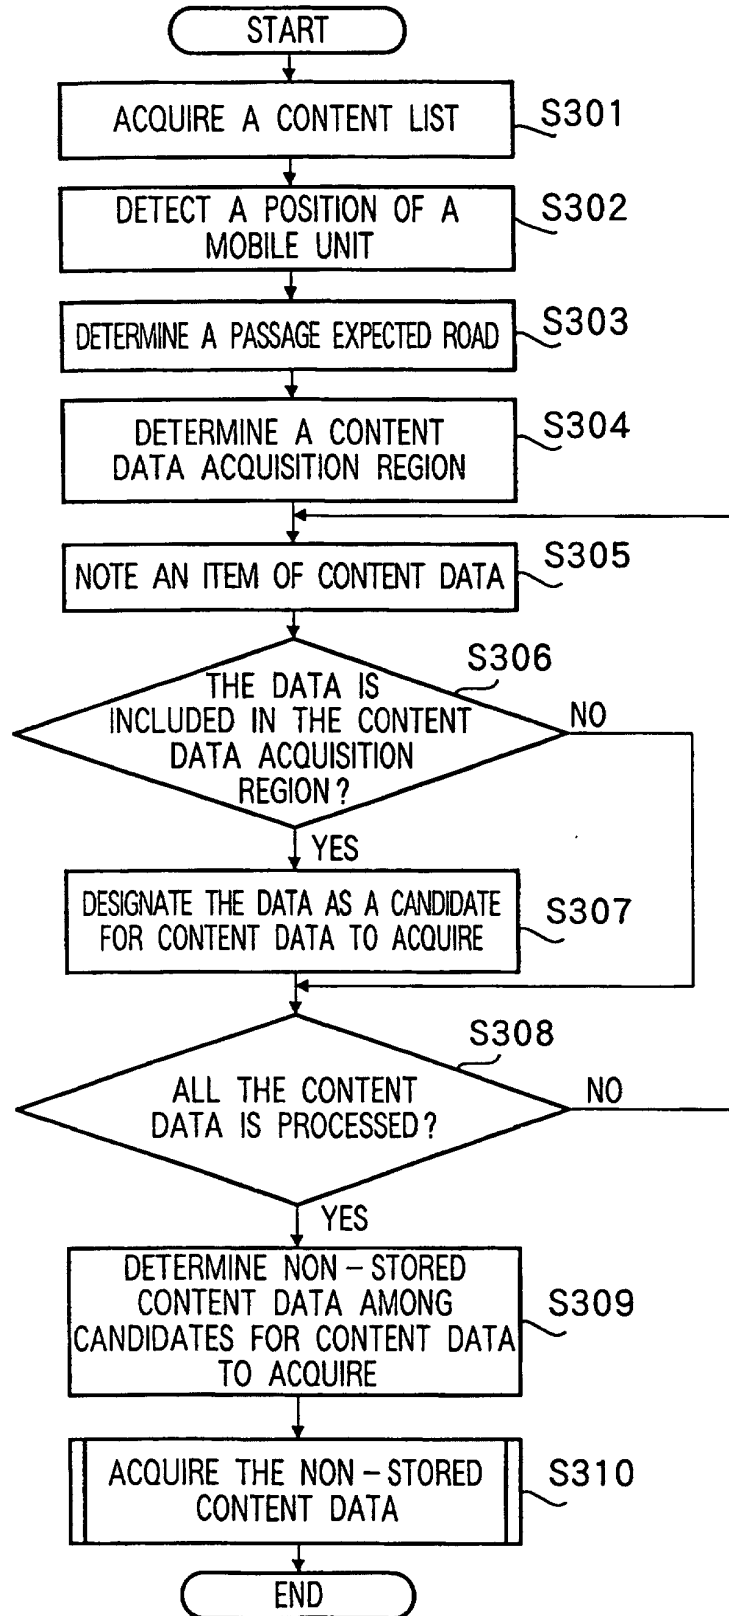 START
ACQUIRE A CONTENT LIST
S301
DETECT A POSITION OF A
MOBILE UNIT
S302
DETERMINE A PASSAGE EXPECTED ROAD
S303
DETERMINE A CONTENT
DATA ACQUISITION REGION
S304
NOTE AN ITEM OF CONTENT DATA
S305
S306
THE DATA IS
INCLUDED IN THE CONTENT
DATA ACQUISITION
REGION?
NO
YES
DESIGNATE THE DATA AS A CANDIDATE
FOR CONTENT DATA TO ACQUIRE
S307
S308
ALL THE CONTENT
DATA IS PROCESSED?
NO
YES
DETERMINE NON-STORED
CONTENT DATA AMONG
CANDIDATES FOR CONTENT DATA
TO ACQUIRE
S309
ACQUIRE THE NON-STORED
CONTENT DATA
S310
END